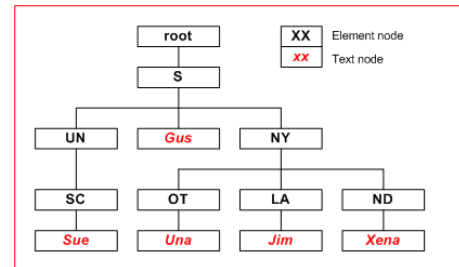 root
XX Element node
xx Text node
S
UN Gus NY
SC OT LA ND
Sue Una Jim Xena